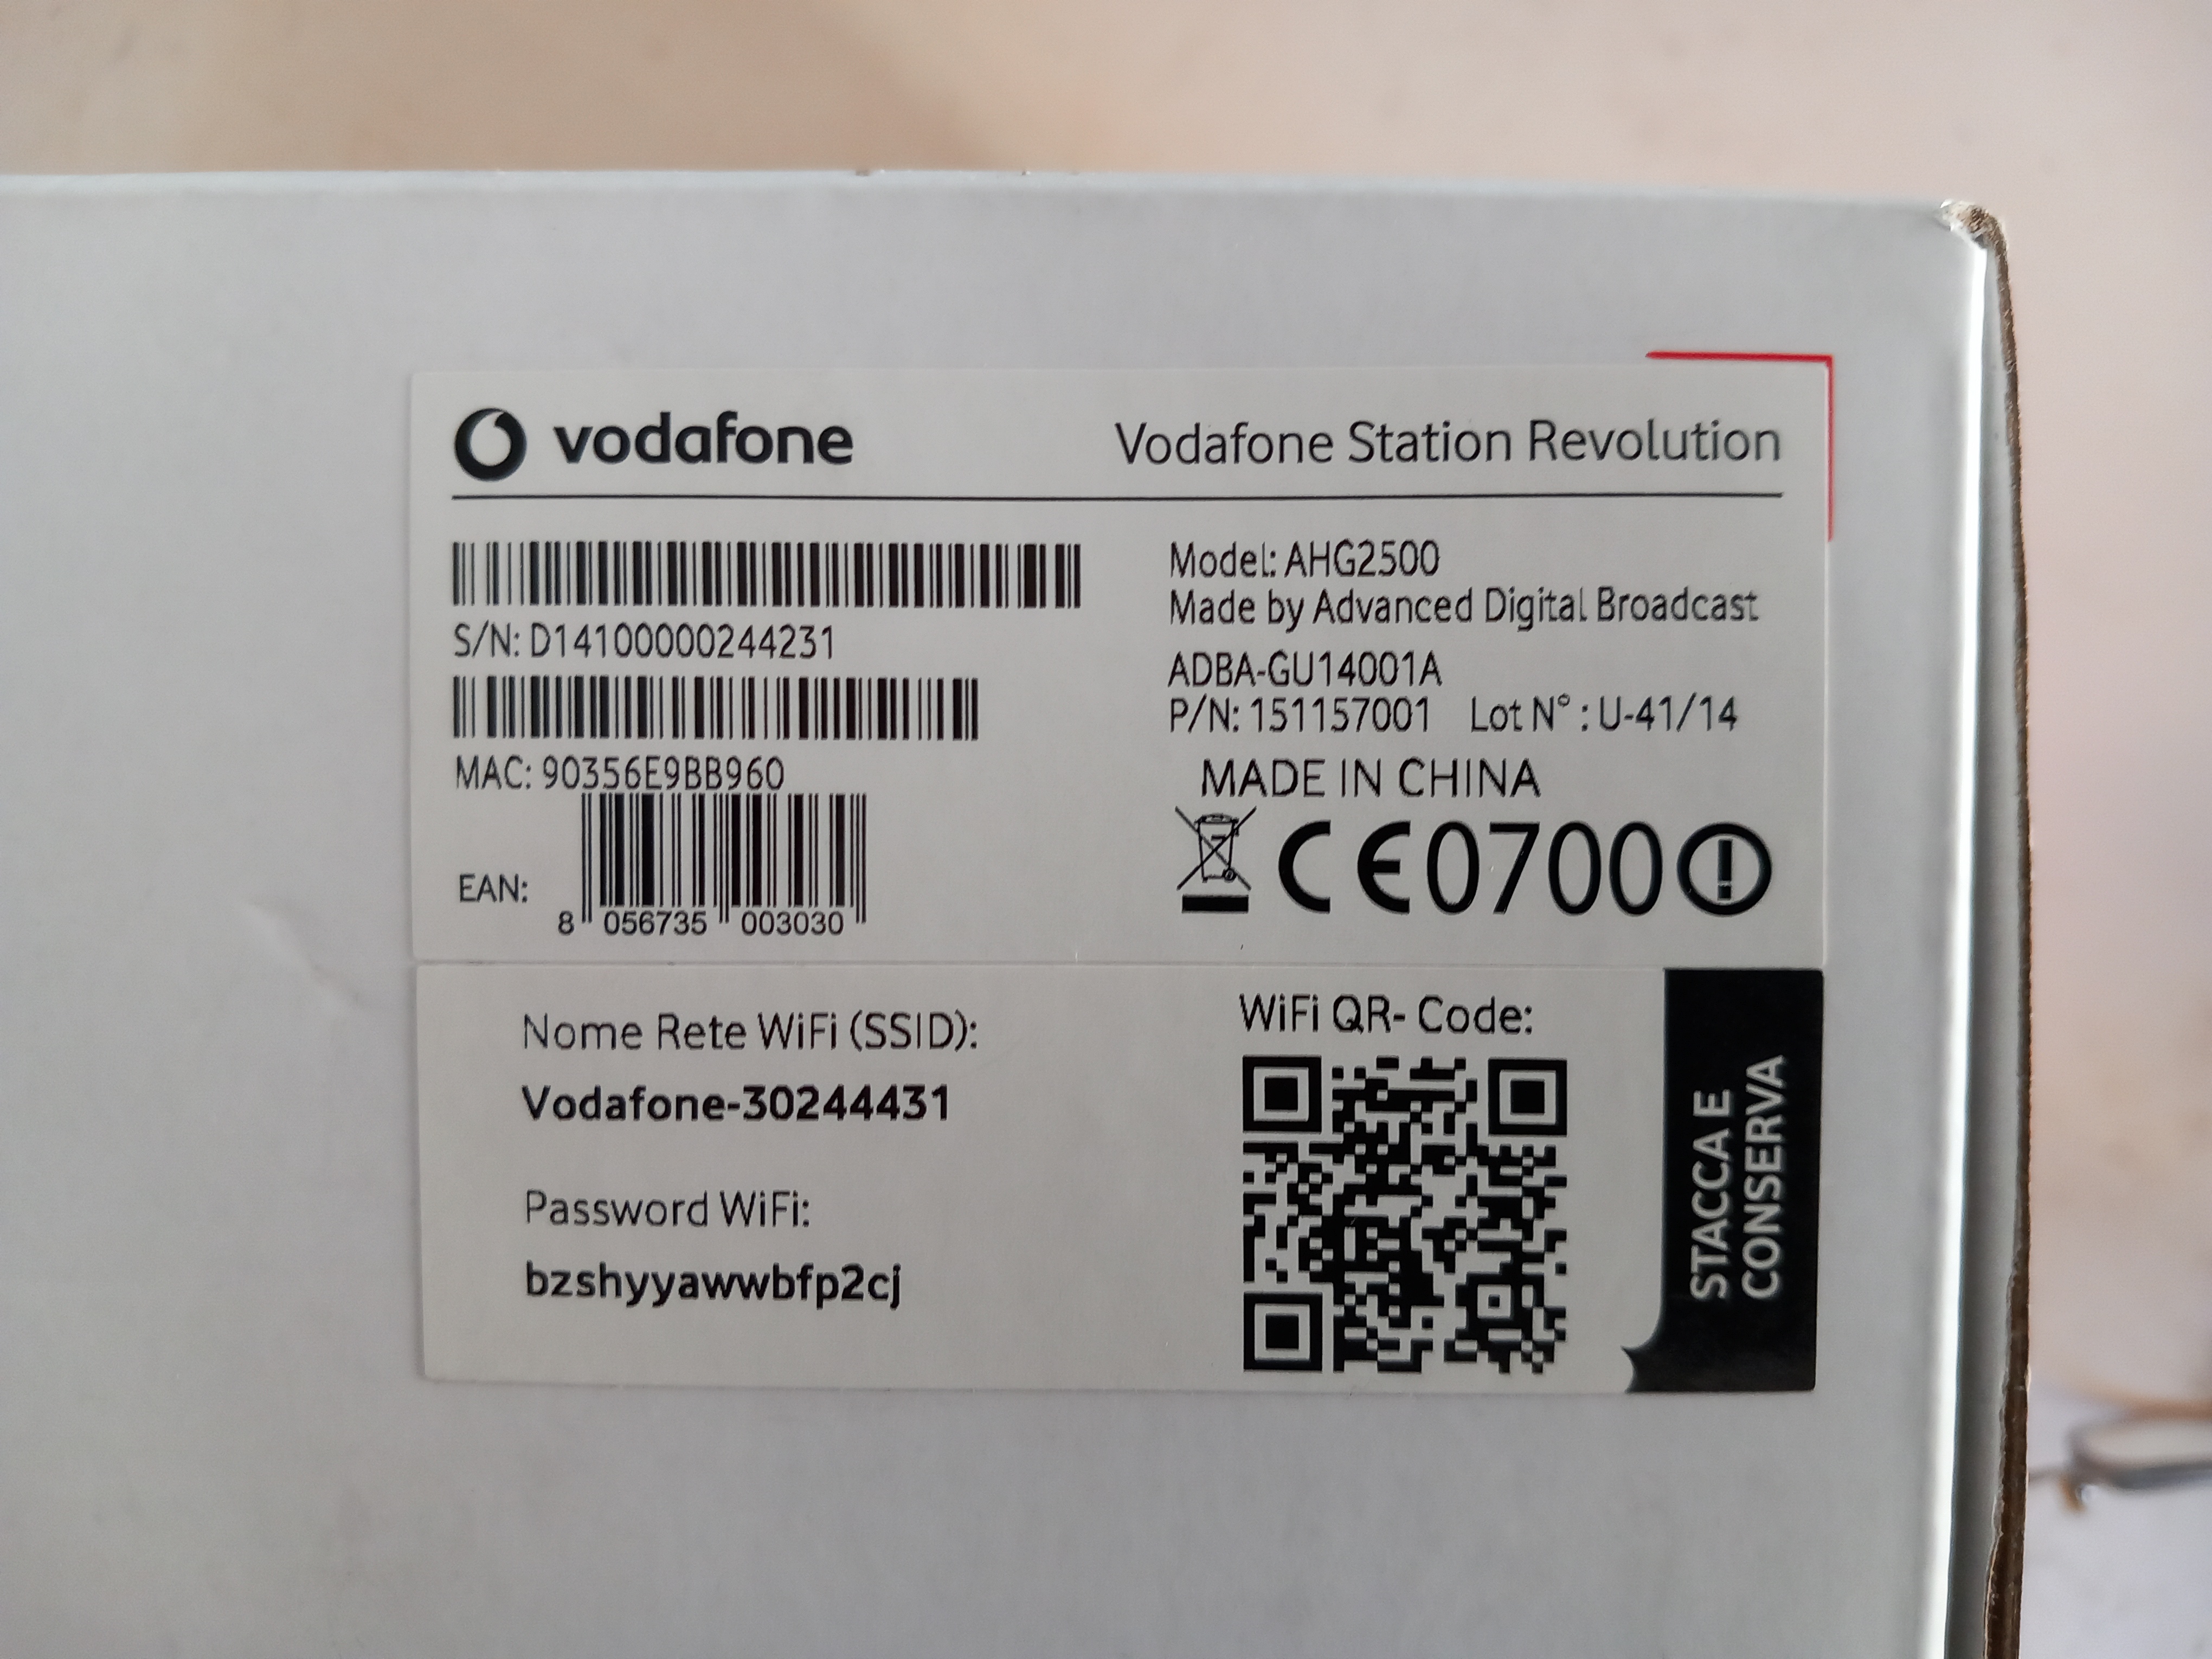 vodafone
Vodafone Station Revolution
S/N: D14100000244231
MAC: 90356E9BB960
EAN:
8 056735 003030
Model: AHG2500
Made by Advanced Digital Broadcast
ADBA-GU14001A
P/N: 151157001 Lot N° : U-41/14
MADE IN CHINA
CE0700
Nome Rete WiFi (SSID):
Vodafone-30244431
Password WiFi:
bzshyyawwbfp2cj
WiFi QR- Code:
STACCA E
CONSERVA